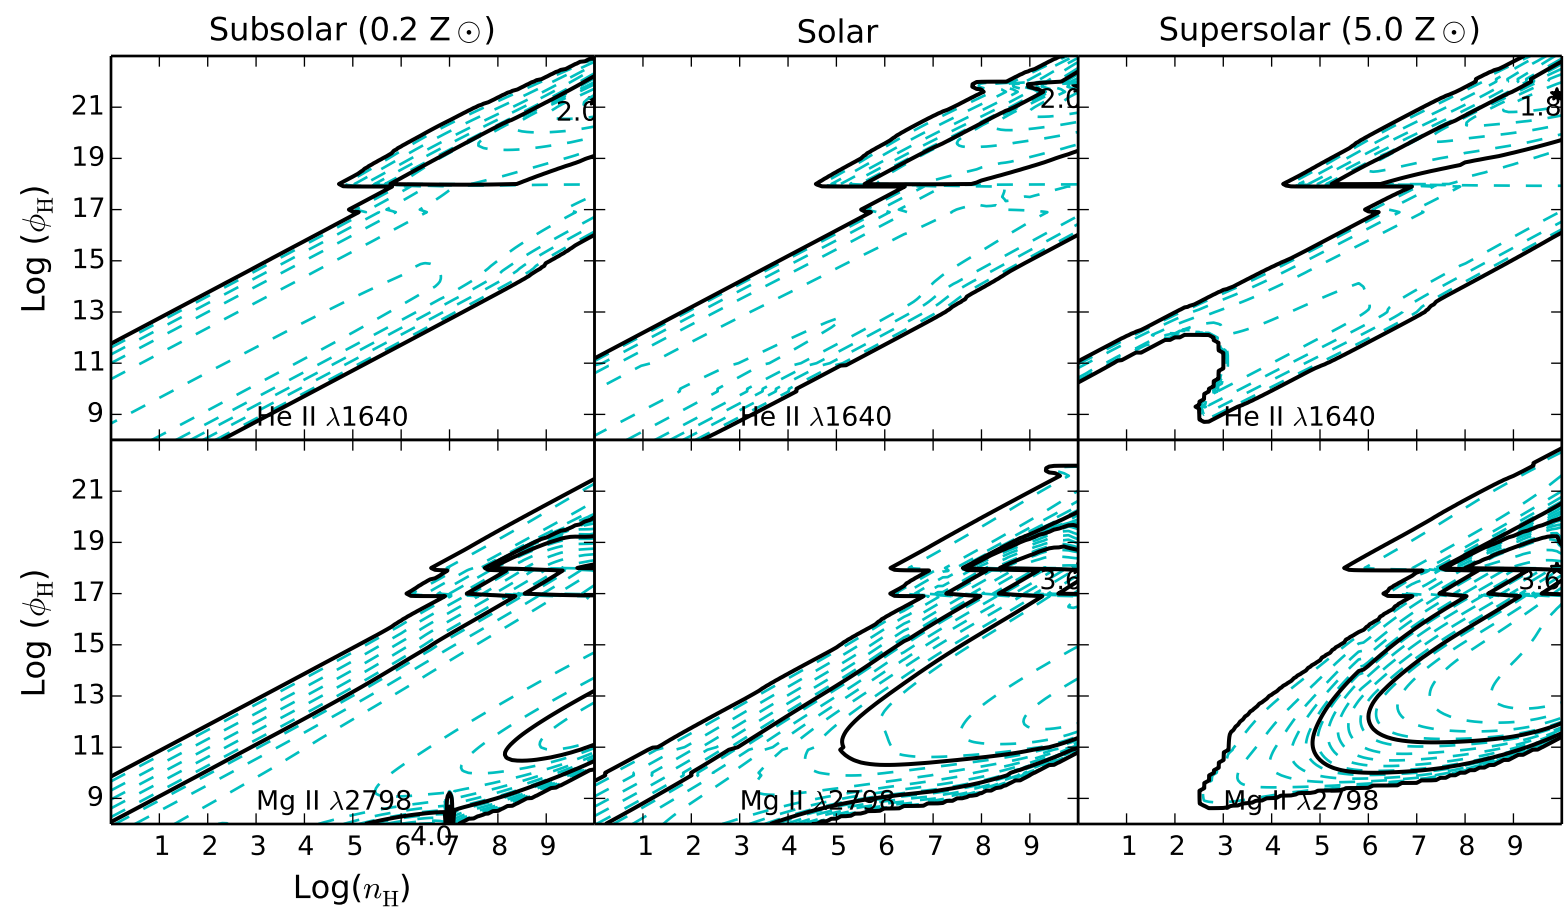 Subsolar (0.2 Z☉) Solar Supersolar (5.0 Z☉)
Log (ϕH)
21
19
17
15
13
11
9
2.0 2.0 1.8
He II λ1640 He II λ1640 He II λ1640
Log (ϕH)
21
19
17
15
13
11
9
3.6 3.6
Mg II λ2798 Mg II λ2798 Mg II λ2798
4.0
1 2 3 4 5 6 7 8 9 1 2 3 4 5 6 7 8 9 1 2 3 4 5 6 7 8 9
Log(nH)